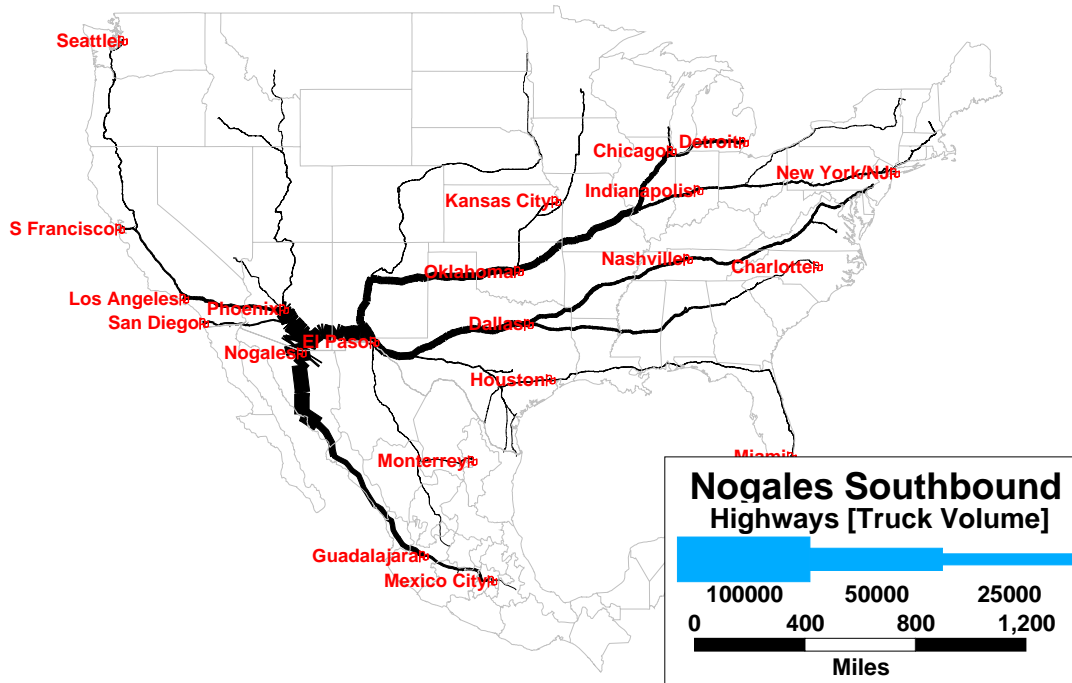 Seattle
Chicago
Detroit
New York/NJ
Indianapolis
Kansas City
S Francisco
Nashville
Charlotte
Oklahoma
Los Angeles
Phoenix
San Diego
Dallas
El Paso
Nogales
Houston
Monterrey
Miami
Guadalajara
Mexico City
Nogales Southbound
Highways [Truck Volume]
100000 50000 25000
0 400 800 1,200
Miles